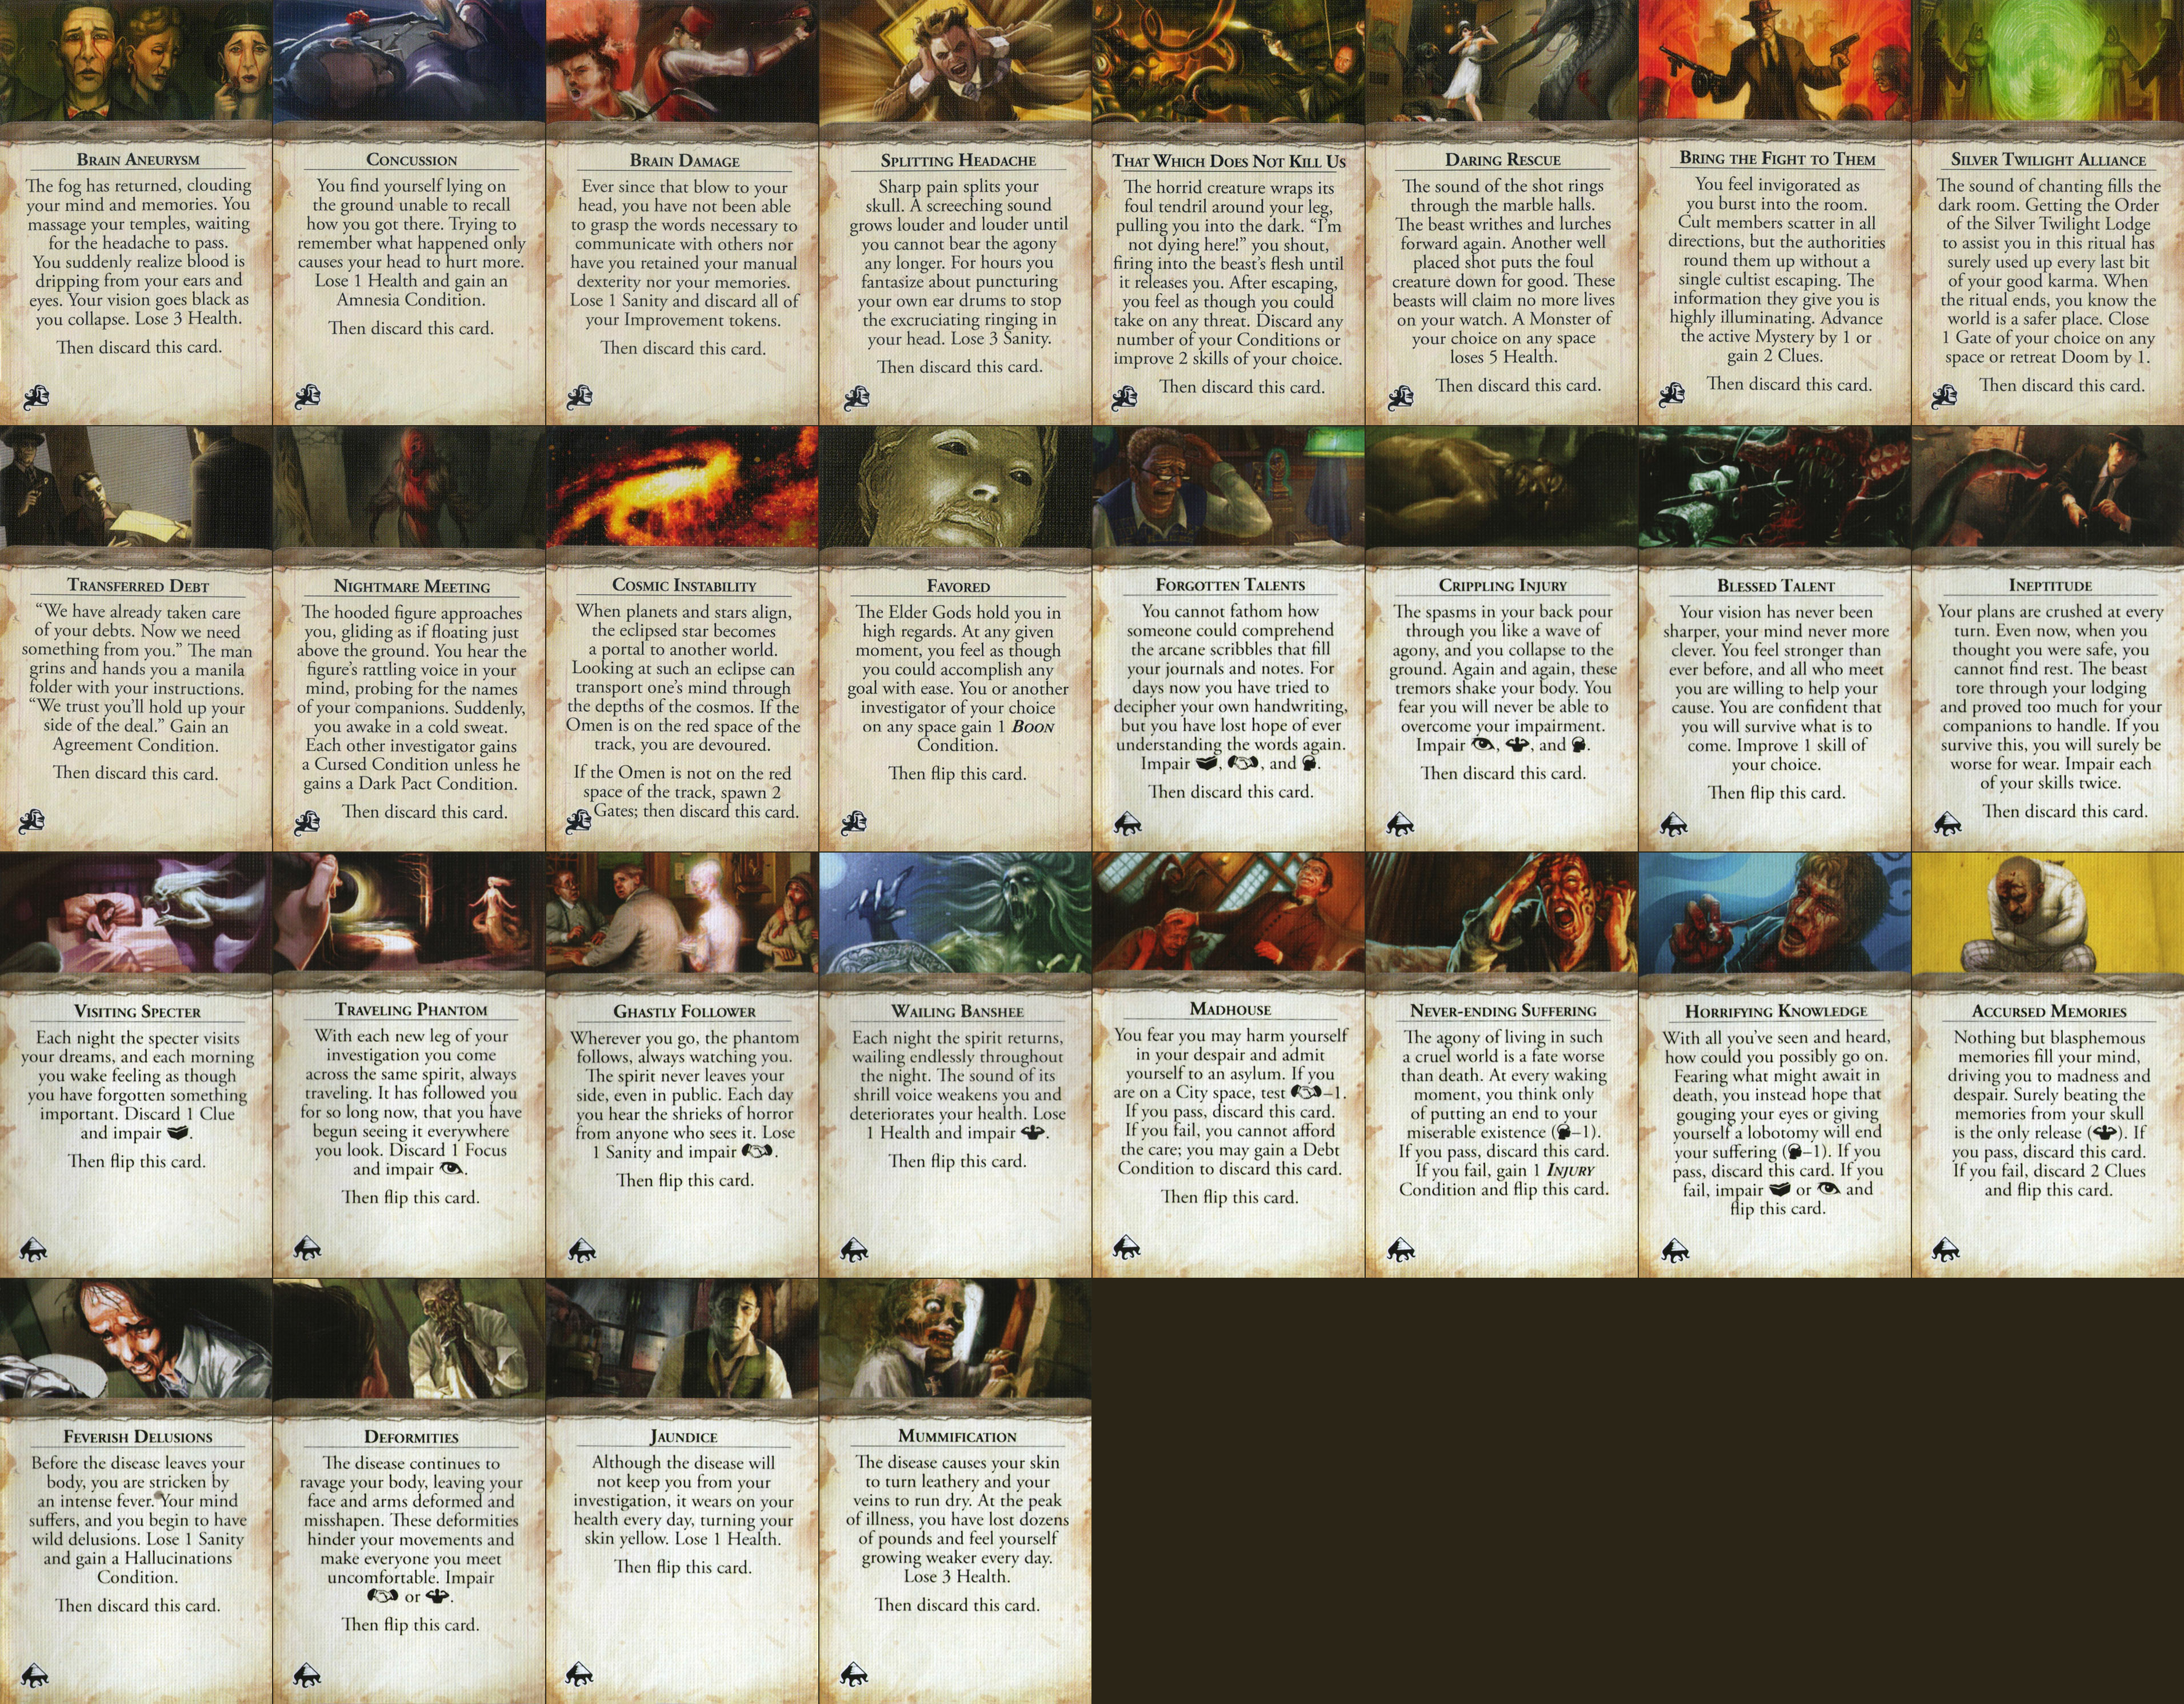 BRAIN ANEURYSM
The fog has returned, clouding
your mind and memories. You
massage your temples, waiting
for the headache to pass.
You suddenly realize blood is
dripping from your ears and
eyes. Your vision goes black as
you collapse. Lose 3 Health.
Then discard this card.
CONCUSSION
You find yourself lying on
the ground unable to recall
how you got there. Trying to
remember what happened only
causes your head to hurt more.
Lose 1 Health and gain an
Amnesia Condition.
Then discard this card.
BRAIN DAMAGE
Ever since that blow to your
head, you have not been able
to grasp the words necessary to
communicate with others nor
have you retained your manual
dexterity nor your memories.
Lose 1 Sanity and discard all of
your Improvement tokens.
Then discard this card.
SPLITTING HEADACHE
Sharp pain splits your
skull. A screeching sound
grows louder and louder until
you cannot bear the agony
any longer. For hours you
fantasize about puncturing
your own ear drums to stop
the excruciating ringing in
your head. Lose 3 Sanity.
Then discard this card.
THAT WHICH DOES NOT KILL US
The horrid creature wraps its
foul tendril around your leg,
pulling you into the dark. “I’m
not dying here!” you shout,
firing into the beast’s flesh until
it releases you. After escaping,
you feel as though you could
take on any threat. Discard any
number of your Conditions or
improve 2 skills of your choice.
Then discard this card.
DARING RESCUE
The sound of the shot rings
through the marble halls.
The beast writhes and lurches
forward again. Another well
placed shot puts the foul
creature down for good. These
beasts will claim no more lives
on your watch. A Monster of
your choice on any space
loses 5 Health.
Then discard this card.
BRING THE FIGHT TO THEM
You feel invigorated as
you burst into the room.
Cult members scatter in all
directions, but the authorities
round them up without a
single cultist escaping. The
information they give you is
highly illuminating. Advance
the active Mystery by 1 or
gain 2 Clues.
Then discard this card.
SILVER TWILIGHT ALLIANCE
The sound of chanting fills the
dark room. Getting the Order
of the Silver Twilight Lodge
to assist you in this ritual has
surely used up every last bit
of your good karma. When
the ritual ends, you know the
world is a safer place. Close
1 Gate of your choice on any
space or retreat Doom by 1.
Then discard this card.
TRANSFERRED DEBT
“We have already taken care
of your debts. Now we need
something from you.” The man
grins and hands you a manila
folder with your instructions.
“We trust you’ll hold up your
side of the deal.” Gain an
Agreement Condition.
Then discard this card.
NIGHTMARE MEETING
The hooded figure approaches
you, gliding as if floating just
above the ground. You hear the
figure’s rattling voice in your
mind, probing for the names
of your companions. Suddenly,
you awake in a cold sweat.
Each other investigator gains
a Cursed Condition unless he
gains a Dark Pact Condition.
Then discard this card.
COSMIC INSTABILITY
When planets and stars align,
the eclipsed star becomes
a portal to another world.
Looking at such an eclipse can
transport one’s mind through
the depths of the cosmos. If the
Omen is on the red space of the
track, you are devoured.
If the Omen is not on the red
space of the track, spawn 2
Gates; then discard this card.
FAVORED
The Elder Gods hold you in
high regards. At any given
moment, you feel as though
you could accomplish any
goal with ease. You or another
investigator of your choice
on any space gain 1 BOON
Condition.
Then flip this card.
FORGOTTEN TALENTS
You cannot fathom how
someone could comprehend
the arcane scribbles that fill
your journals and notes. For
days now you have tried to
decipher your own handwriting,
but you have lost hope of ever
understanding the words again.
Impair , , and .
Then discard this card.
CRIPPLING INJURY
The spasms in your back pour
through you like a wave of
agony, and you collapse to the
ground. Again and again, these
tremors shake your body. You
fear you will never be able to
overcome your impairment.
Impair , , and .
Then discard this card.
BLESSED TALENT
Your vision has never been
sharper, your mind never more
clever. You feel stronger than
ever before, and all who meet
you are willing to help your
cause. You are confident that
you will survive what is to
come. Improve 1 skill of
your choice.
Then flip this card.
INEPTITUDE
Your plans are crushed at every
turn. Even now, when you
thought you were safe, you
cannot find rest. The beast
tore through your lodging
and proved too much for your
companions to handle. If you
survive this, you will surely be
worse for wear. Impair each
of your skills twice.
Then discard this card.
VISITING SPECTER
Each night the specter visits
your dreams, and each morning
you wake feeling as though
you have forgotten something
important. Discard 1 Clue
and impair .
Then flip this card.
TRAVELING PHANTOM
With each new leg of your
investigation you come
across the same spirit, always
traveling. It has followed you
for so long now, that you have
begun seeing it everywhere
you look. Discard 1 Focus
and impair .
Then flip this card.
GHASTLY FOLLOWER
Wherever you go, the phantom
follows, always watching you.
The spirit never leaves your
side, even in public. Each day
you hear the shrieks of horror
from anyone who sees it. Lose
1 Sanity and impair .
Then flip this card.
WAILING BANSHEE
Each night the spirit returns,
wailing endlessly throughout
the night. The sound of its
shrill voice weakens you and
deteriorates your health. Lose
1 Health and impair .
Then flip this card.
MADHOUSE
You fear you may harm yourself
in your despair and admit
yourself to an asylum. If you
are on a City space, test –1.
If you pass, discard this card.
If you fail, you cannot afford
the care; you may gain a Debt
Condition to discard this card.
Then flip this card.
NEVER-ENDING SUFFERING
The agony of living in such
a cruel world is a fate worse
than death. At every waking
moment, you think only
of putting an end to your
miserable existence (–1).
If you pass, discard this card.
If you fail, gain 1 INJURY
Condition and flip this card.
HORRIFYING KNOWLEDGE
With all you’ve seen and heard,
how could you possibly go on.
Fearing what might await in
death, you instead hope that
gouging your eyes or giving
yourself a lobotomy will end
your suffering (–1). If you
pass, discard this card. If you
fail, impair or and
flip this card.
ACCURSED MEMORIES
Nothing but blasphemous
memories fill your mind,
driving you to madness and
despair. Surely beating the
memories from your skull
is the only release (). If
you pass, discard this card.
If you fail, discard 2 Clues
and flip this card.
FEVERISH DELUSIONS
Before the disease leaves your
body, you are stricken by
an intense fever. Your mind
suffers, and you begin to have
wild delusions. Lose 1 Sanity
and gain a Hallucinations
Condition.
Then discard this card.
DEFORMITIES
The disease continues to
ravage your body, leaving your
face and arms deformed and
misshapen. These deformities
hinder your movements and
make everyone you meet
uncomfortable. Impair
or .
Then flip this card.
JAUNDICE
Although the disease will
not keep you from your
investigation, it wears on your
health every day, turning your
skin yellow. Lose 1 Health.
Then flip this card.
MUMMIFICATION
The disease causes your skin
to turn leathery and your
veins to run dry. At the peak
of illness, you have lost dozens
of pounds and feel yourself
growing weaker every day.
Lose 3 Health.
Then discard this card.